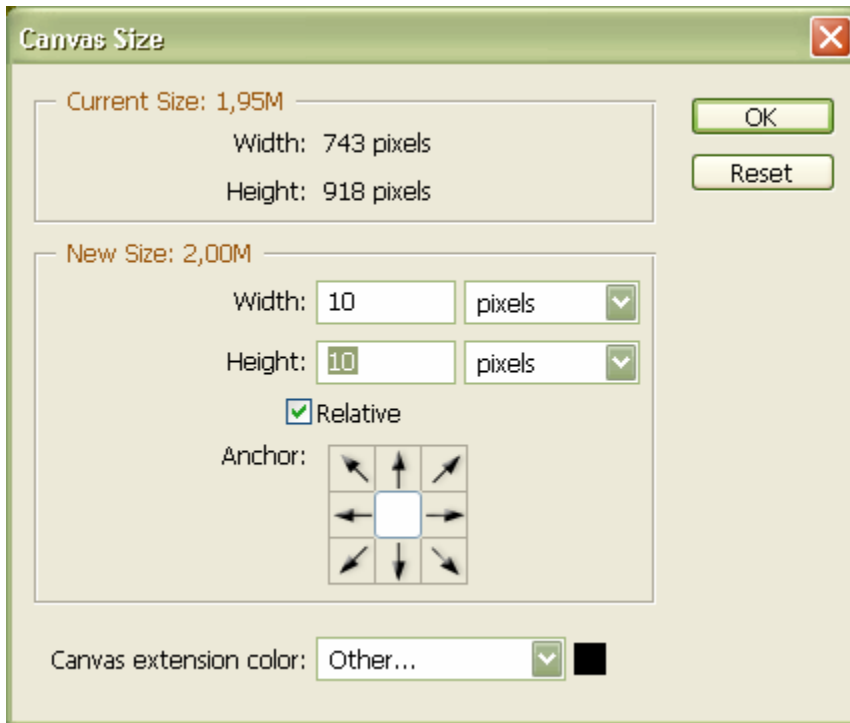 Canvas Size
Current Size: 1,95M
Width: 743 pixels
Height: 918 pixels
OK
Reset
New Size: 2,00M
Width: 10 pixels
Height: 10 pixels
Relative
Anchor:
Canvas extension color: Other...